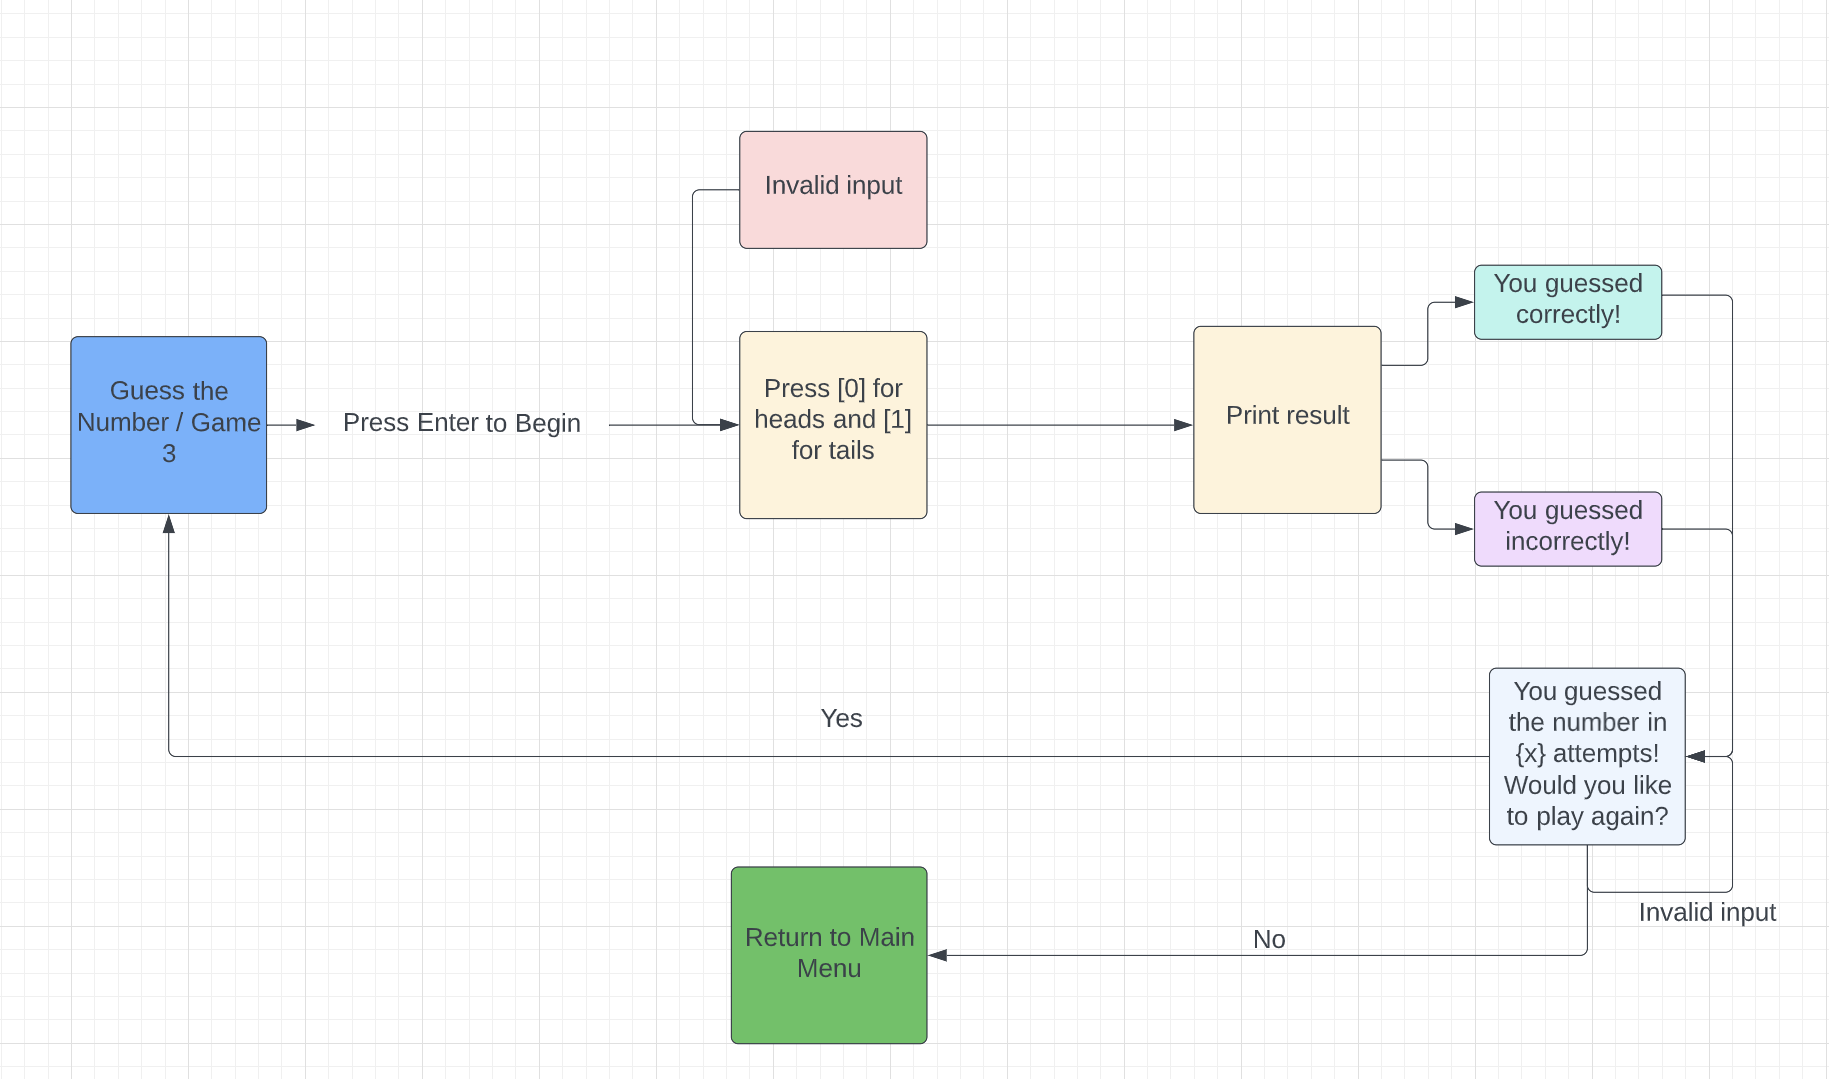 Invalid input
Guess the
Number / Game
3
Press Enter to Begin
Press [0] for
heads and [1]
for tails
Print result
You guessed
correctly!
You guessed
incorrectly!
You guessed
the number in
{x} attempts!
Would you like
to play again?
Yes
Invalid input
No
Return to Main
Menu